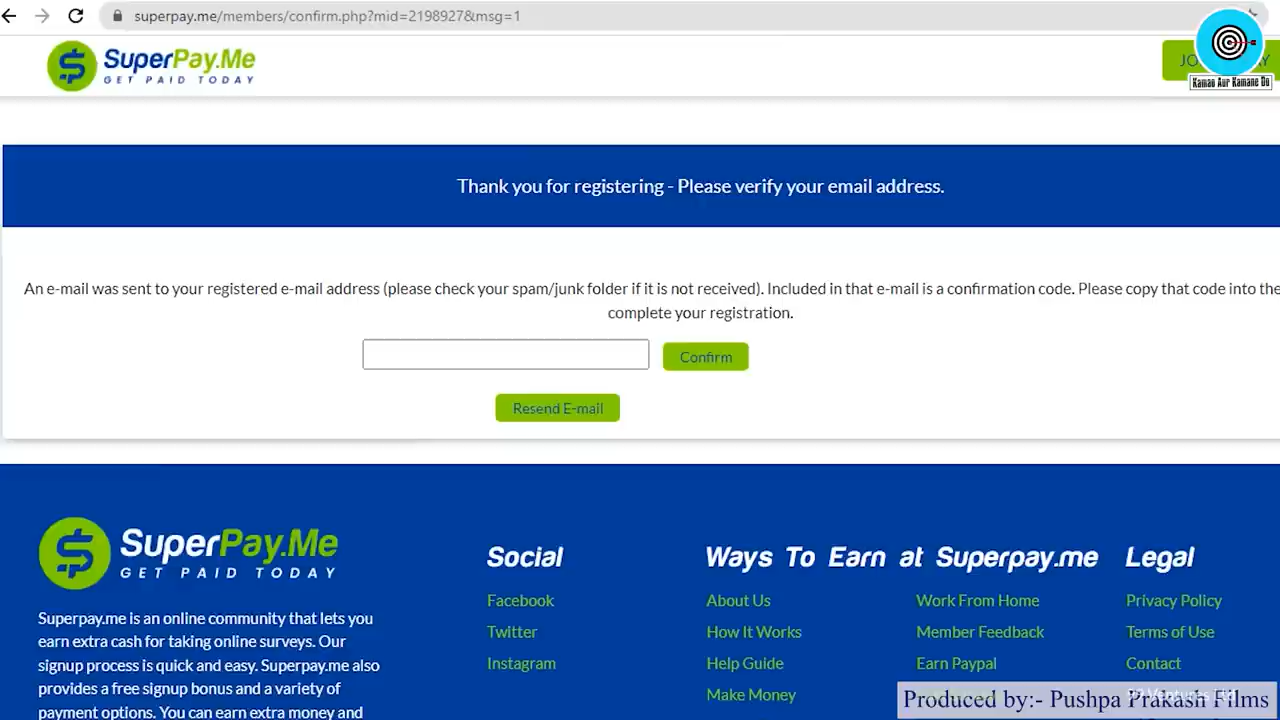 superpay.me/members/confirm.php?mid=2198927&msg=1
SuperPay.Me
GET PAID TODAY
JO
Kamao Aur Kamane Do
Thank you for registering - Please verify your email address.
An e-mail was sent to your registered e-mail address (please check your spam/junk folder if it is not received). Included in that e-mail is a confirmation code. Please copy that code into the
complete your registration.
Confirm
Resend E-mail
SuperPay.Me
GET PAID TODAY
Superpay.me is an online community that lets you
earn extra cash for taking online surveys. Our
signup process is quick and easy. Superpay.me also
provides a free signup bonus and a variety of
payment options. You can earn extra money and
Social
Facebook
Twitter
Instagram
Ways To Earn at Superpay.me
About Us
How It Works
Help Guide
Make Money
Work From Home
Member Feedback
Earn Paypal
Legal
Privacy Policy
Terms of Use
Contact
Produced by:- Pushpa Prakash Films